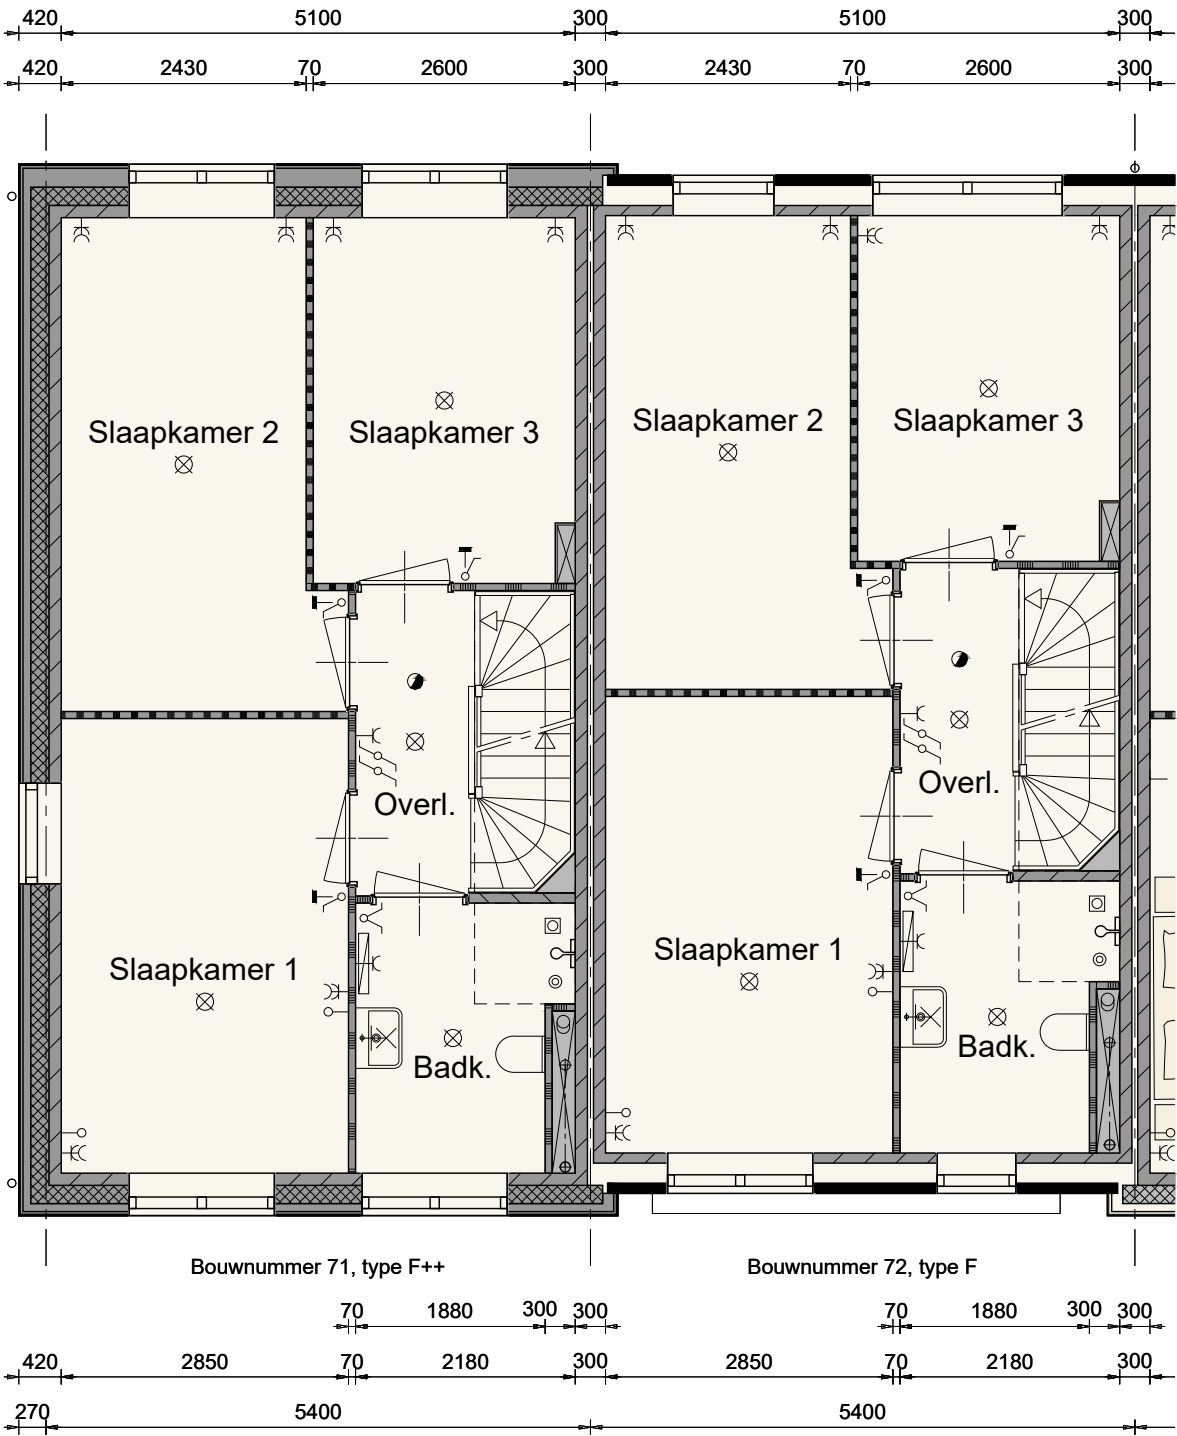 420 5100 300 5100 300
420 2430 70 2600 300 2430 70 2600 300
Slaapkamer 2
Slaapkamer 3
Slaapkamer 2
Slaapkamer 3
Overl.
Overl.
Slaapkamer 1
Slaapkamer 1
Badk.
Badk.
Bouwnummer 71, type F++
Bouwnummer 72, type F
70 1880 300 300 70 1880 300 300
420 2850 70 2180 300 2850 70 2180 300
270 5400 5400